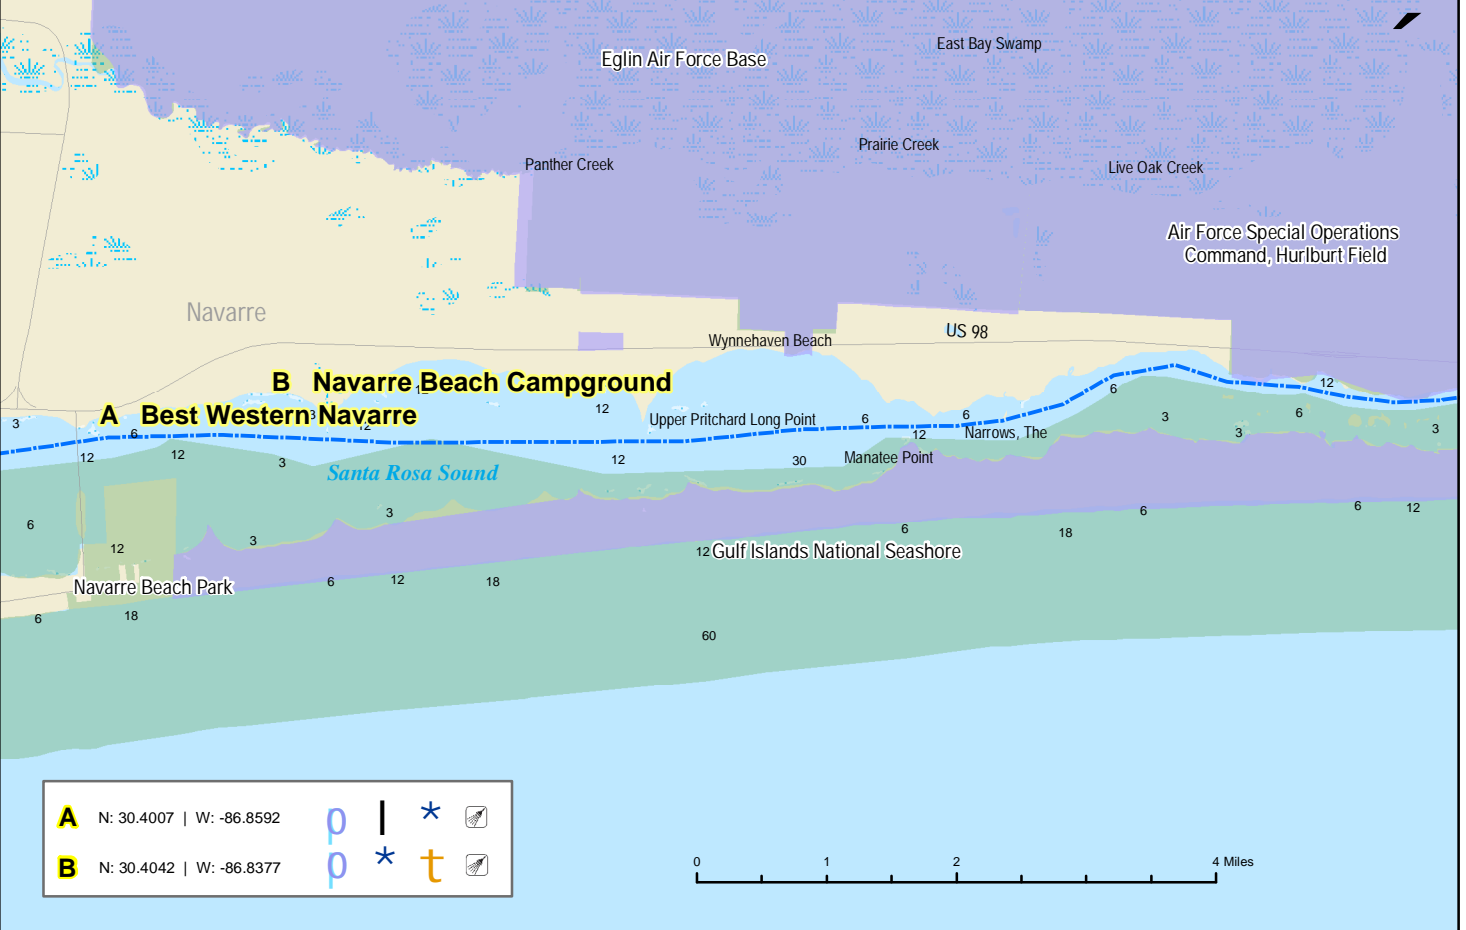 East Bay Swamp
Eglin Air Force Base
Prairie Creek
Panther Creek
Live Oak Creek
Air Force Special Operations
Command, Hurlburt Field
Navarre
US 98
Wynnehaven Beach
B Navarre Beach Campground
12
6
12
A Best Western Navarre
3
12
12
6
6
6
3
3
6
Upper Pritchard Long Point
12
Narrows, The
3
3
12
12
3
12
30
Manatee Point
Santa Rosa Sound
6
3
6
12
6
18
6
12
3
12
Gulf Islands National Seashore
Navarre Beach Park
6
12
18
6
18
60
A N: 30.4007 | W: -86.8592 p | *
B N: 30.4042 | W: -86.8377 p * t
0 1 2 4 Miles